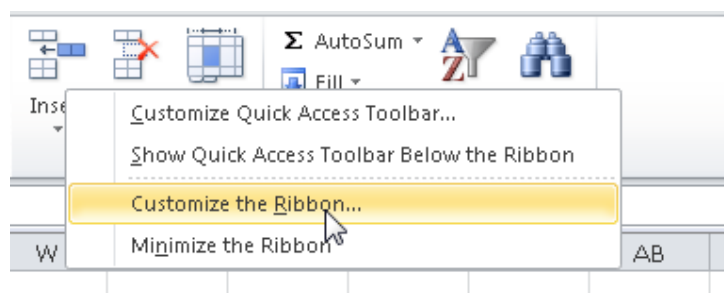 Σ AutoSum
Fill
Customize Quick Access Toolbar...
Show Quick Access Toolbar Below the Ribbon
Customize the Ribbon...
Minimize the Ribbon
W
AB